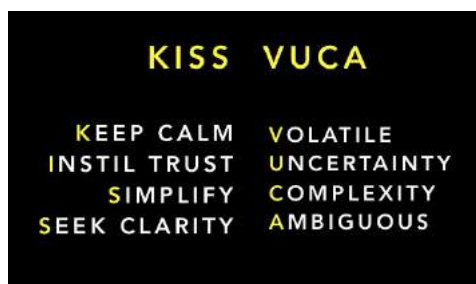 KISS VUCA
KEEP CALM
INSTIL TRUST
SIMPLIFY
SEEK CLARITY
VOLATILE
UNCERTAINTY
COMPLEXITY
AMBIGUOUS